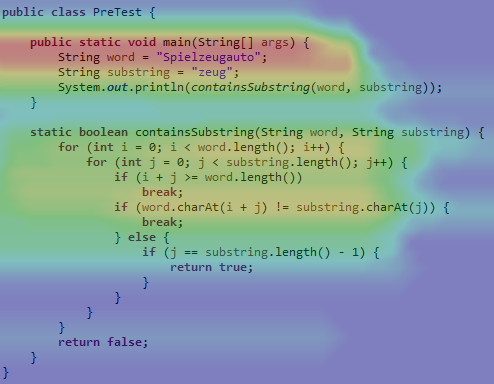 public class PreTest {
public static void main(String[] args) {
String word = "Spielzeugauto";
String substring = "zeug";
System.out.println(containsSubstring(word, substring));
}
static boolean containsSubstring(String word, String substring) {
for (int i = 0; i < word.length(); i++) {
for (int j = 0; j < substring.length(); j++) {
if (i + j >= word.length())
break;
if (word.charAt(i + j) != substring.charAt(j)) {
break;
} else {
if (j == substring.length() - 1) {
return true;
}
}
}
}
return false;
}
}